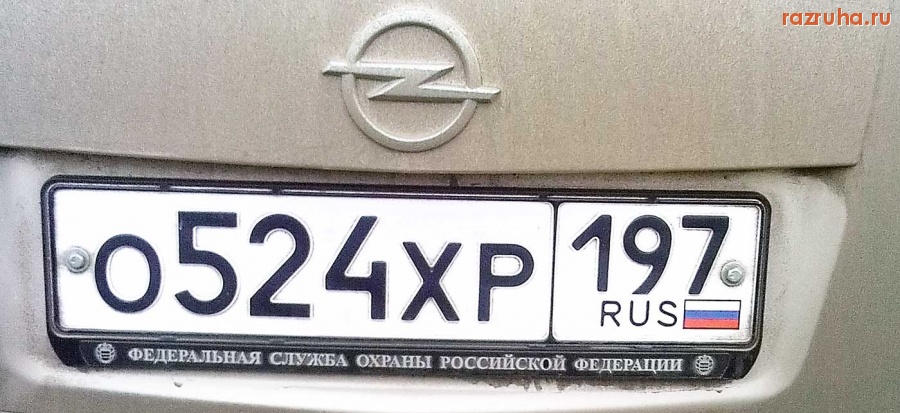 razruha.ru
О524ХР 197
RUS
ФЕДЕРАЛЬНАЯ СЛУЖБА ОХРАНЫ РОССИЙСКОЙ ФЕДЕРАЦИИ